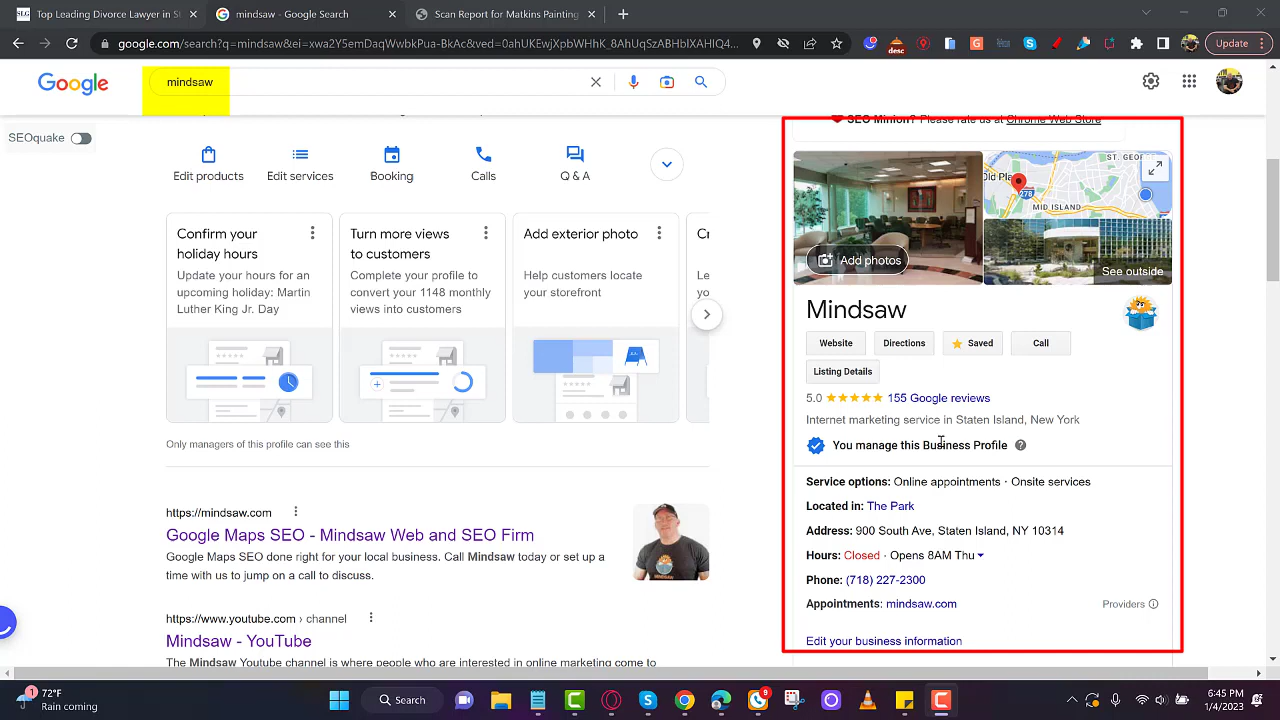 Top Divorce Lawyer in St
mindsaw - Google Search
Scan Report for Matkins Painting
google.com/search?q=mindsaw&ei=xwa2Y5emDaqWwbkPua-BkAc&ved=0ahUKEwjXpbWHhK_8AhUqSzABHblXAHIQ4...
desc
Update
Google
mindsaw
SEOquake
Edit products
Edit services
Booking
Calls
Q & A
Confirm your
holiday hours
Update your hours for an
upcoming holiday: Martin
Luther King Jr. Day
Turn more views
to customers
Complete your profile to
convert your 1148 monthly
views into customers
Add exterior photo
Help customers locate
your storefront
Only managers of this profile can see this
https://mindsaw.com
Google Maps SEO - Mindsaw Web and SEO Firm
Google Maps SEO done right for your local business. Call Mindsaw today or set up a
time with us to jump on a call to discuss.
https://www.youtube.com › channel
Mindsaw - YouTube
The Mindsaw Youtube channel is where people who are interested in online marketing come to
SEO Minion? Please rate us at Chrome Web Store
Add photos
ST. GEO
Old Pla
278
MID ISLAND
See outside
Mindsaw
Website
Directions
Saved
Call
Listing Details
5.0 ★★★★★ 155 Google reviews
Internet marketing service in Staten Island, New York
You manage this Business Profile
Service options: Online appointments · Onsite services
Located in: The Park
Address: 900 South Ave, Staten Island, NY 10314
Hours: Closed · Opens 8AM Thu
Phone: (718) 227-2300
Appointments: mindsaw.com
Providers
Edit your business information
1
72°F
Rain coming
Search
9
6:45 PM
1/4/2023